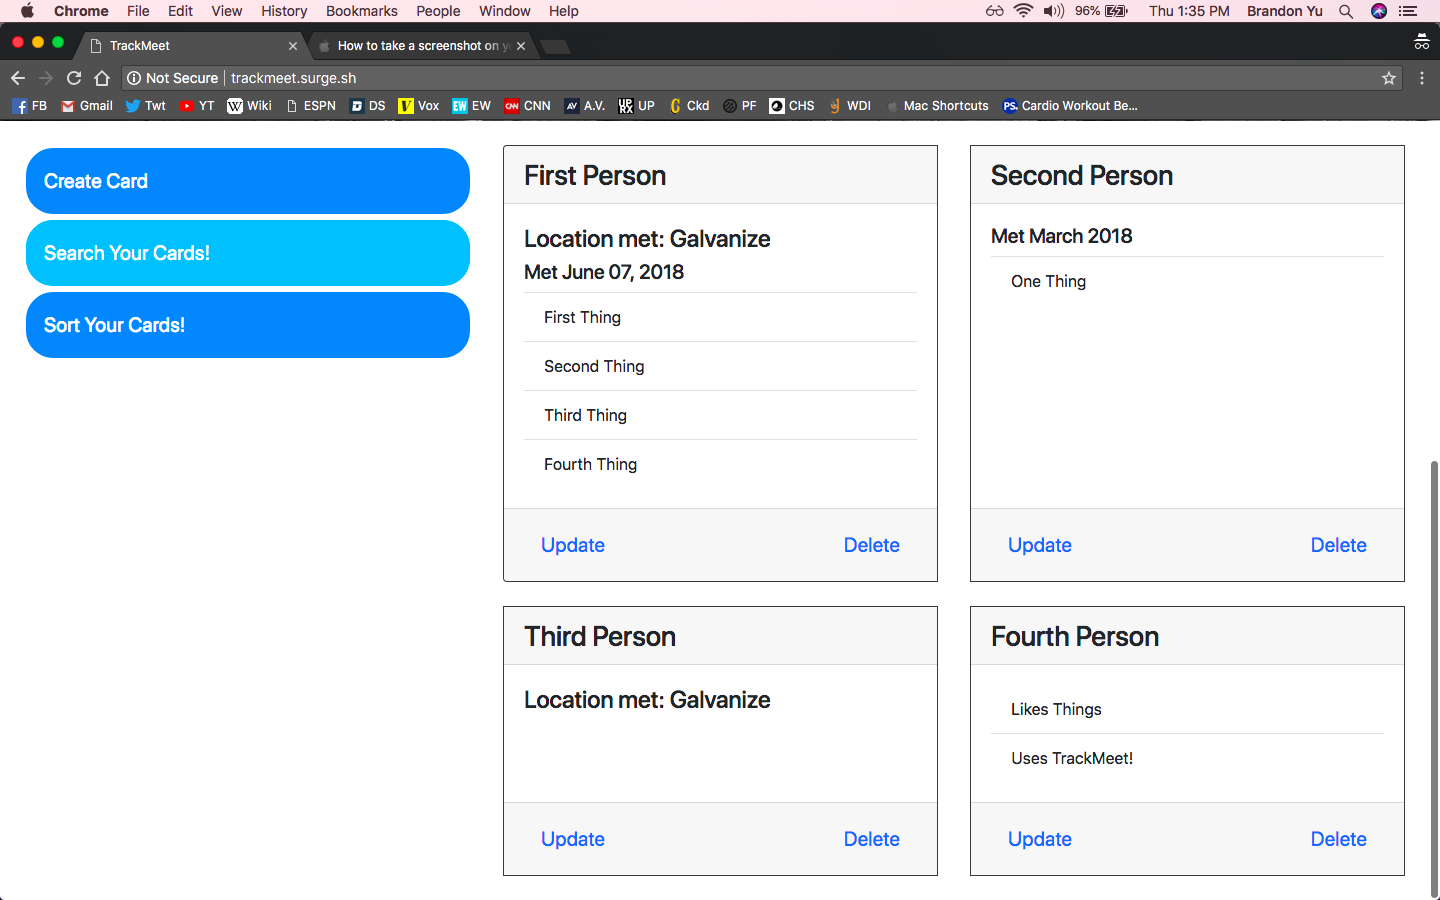 Chrome File Edit View History Bookmarks People Window Help 96% Thu 1:35 PM Brandon Yu
TrackMeet How to take a screenshot on
Not Secure trackmeet.surge.sh
FB Gmail Twt YT Wiki ESPN DS Vox EW EW CNN CNN AV A.V. UPRX UP Ckd PF CHS WDI Mac Shortcuts PS. Cardio Workout Be...
Create Card
Search Your Cards!
Sort Your Cards!
First Person
Location met: Galvanize
Met June 07, 2018
First Thing
Second Thing
Third Thing
Fourth Thing
Update Delete
Second Person
Met March 2018
One Thing
Update Delete
Third Person
Location met: Galvanize
Update Delete
Fourth Person
Likes Things
Uses TrackMeet!
Update Delete